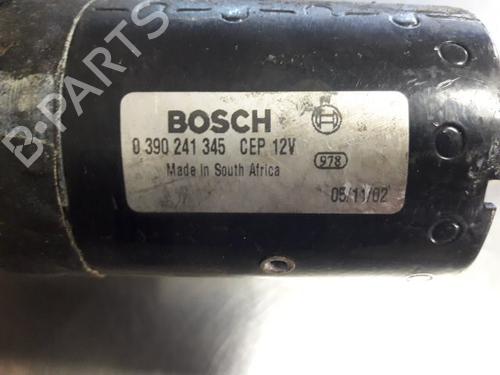 B-PARTS
BOSCH
0 390 241 345 CEP 12V
978
Made in South Africa
05/11/02